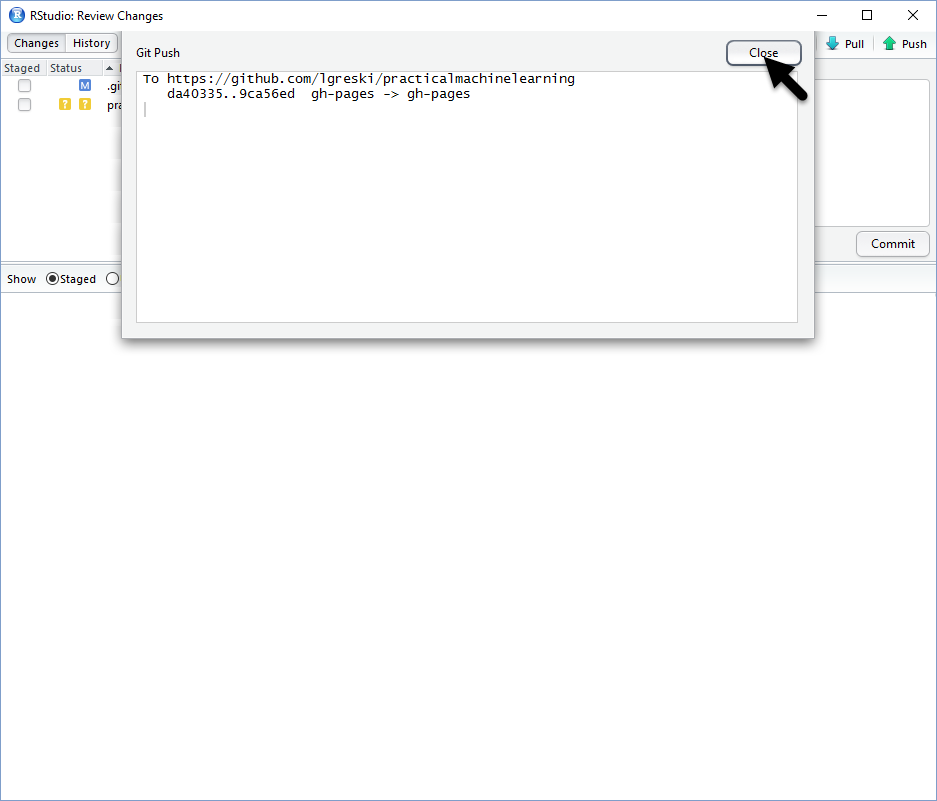 RStudio: Review Changes
Changes History
Git Push
Close
Pull
Push
Staged Status
M .gi
? ? pra
To https://github.com/lgreski/practicalmachinelearning
da40335..9ca56ed gh-pages -> gh-pages
Commit
Show Staged